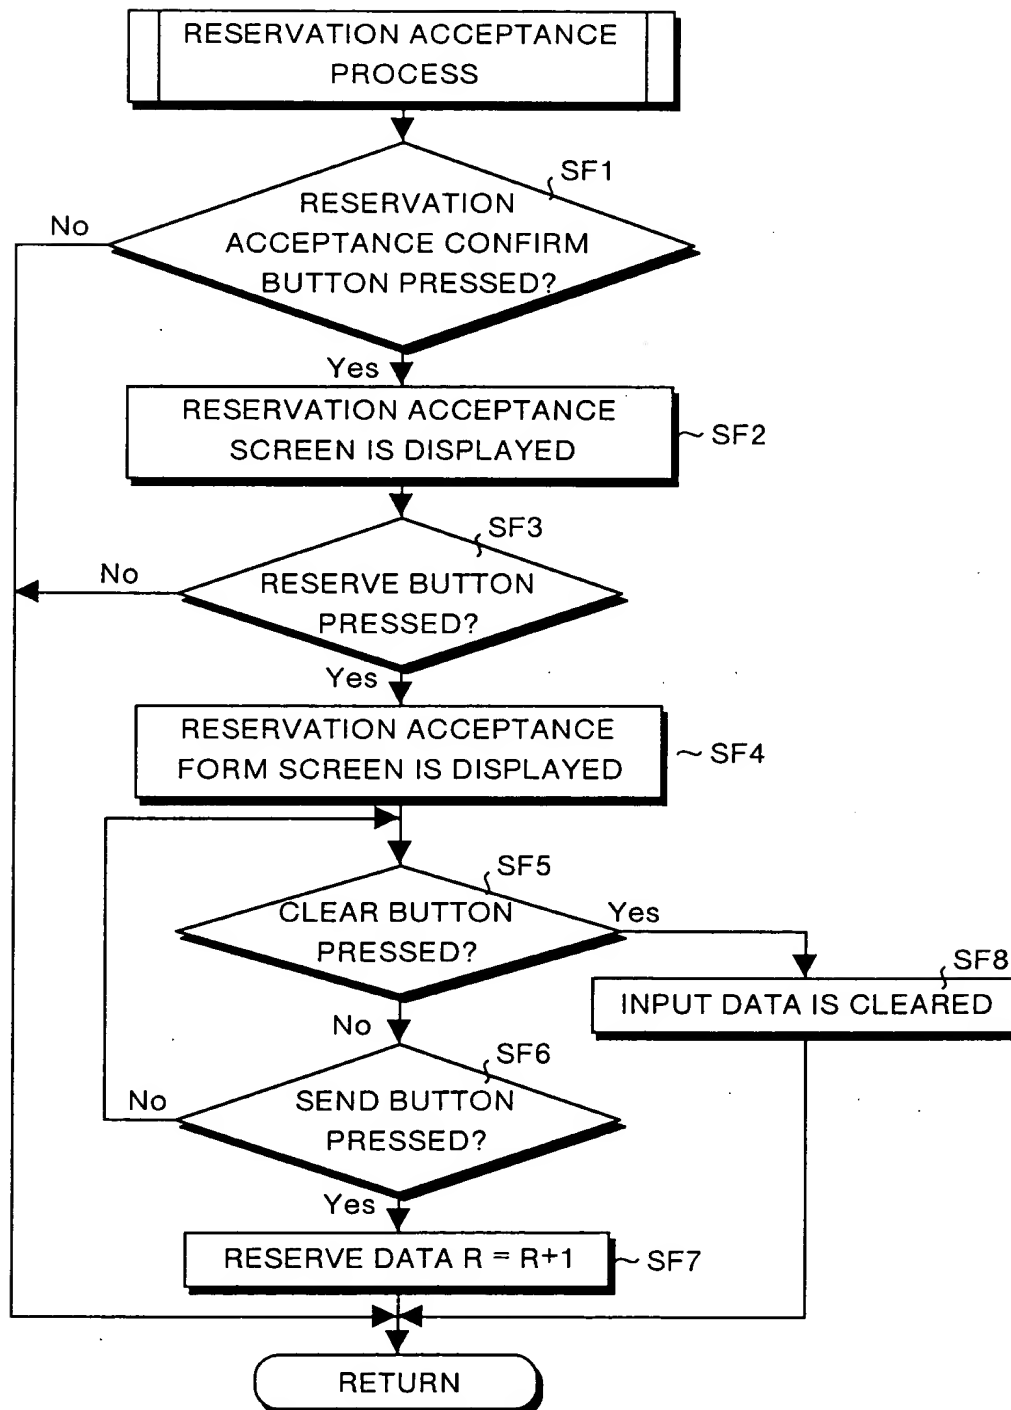 RESERVATION ACCEPTANCE
PROCESS
SF1
RESERVATION
ACCEPTANCE CONFIRM
BUTTON PRESSED?
No
Yes
RESERVATION ACCEPTANCE
SCREEN IS DISPLAYED
SF2
SF3
No
RESERVE BUTTON
PRESSED?
Yes
RESERVATION ACCEPTANCE
FORM SCREEN IS DISPLAYED
SF4
SF5
CLEAR BUTTON
PRESSED?
Yes
SF8
INPUT DATA IS CLEARED
No
SF6
No
SEND BUTTON
PRESSED?
Yes
RESERVE DATA R = R+1
SF7
RETURN